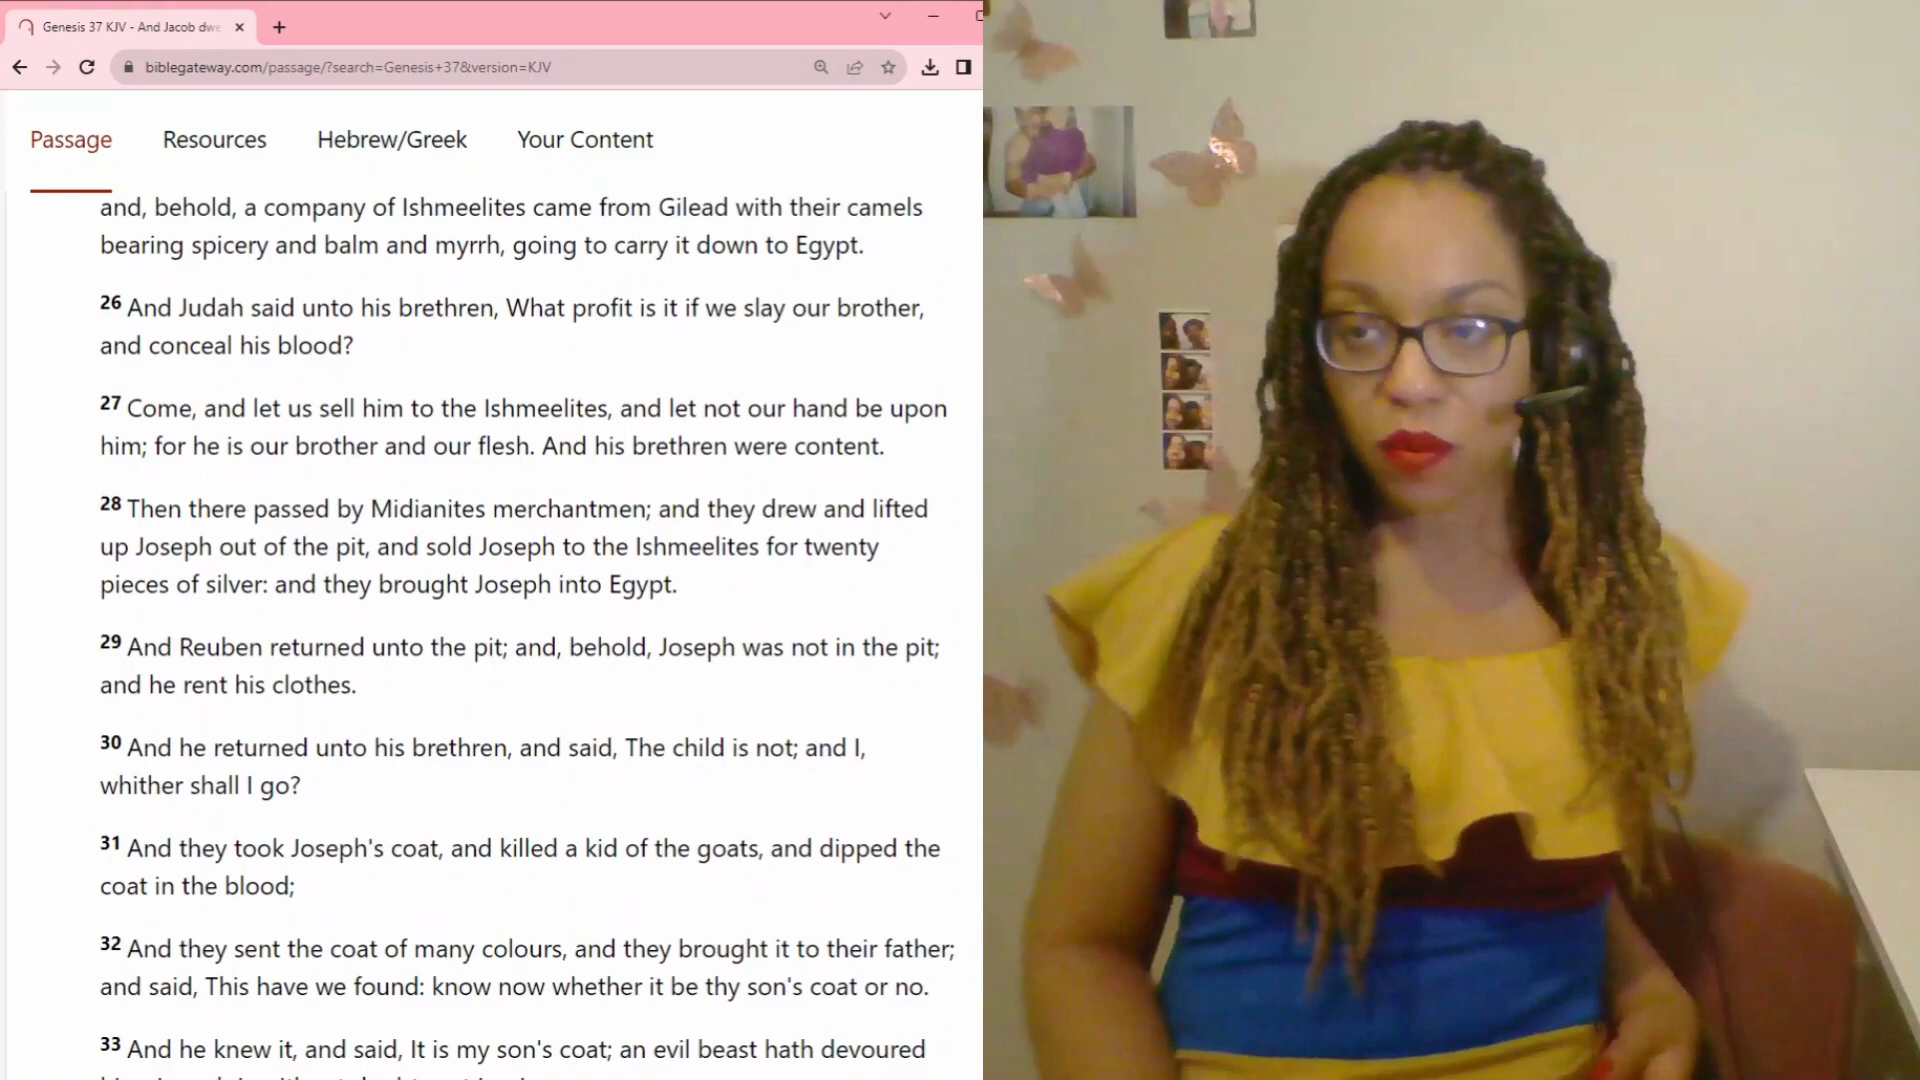 Genesis 37 KJV - And Jacob dwe
biblegateway.com/passage/?search=Genesis+37&version=KJV
Passage Resources Hebrew/Greek Your Content
and, behold, a company of Ishmeelites came from Gilead with their camels
bearing spicery and balm and myrrh, going to carry it down to Egypt.
26 And Judah said unto his brethren, What profit is it if we slay our brother,
and conceal his blood?
27 Come, and let us sell him to the Ishmeelites, and let not our hand be upon
him; for he is our brother and our flesh. And his brethren were content.
28 Then there passed by Midianites merchantmen; and they drew and lifted
up Joseph out of the pit, and sold Joseph to the Ishmeelites for twenty
pieces of silver: and they brought Joseph into Egypt.
29 And Reuben returned unto the pit; and, behold, Joseph was not in the pit;
and he rent his clothes.
30 And he returned unto his brethren, and said, The child is not; and I,
whither shall I go?
31 And they took Joseph's coat, and killed a kid of the goats, and dipped the
coat in the blood;
32 And they sent the coat of many colours, and they brought it to their father;
and said, This have we found: know now whether it be thy son's coat or no.
33 And he knew it, and said, It is my son's coat; an evil beast hath devoured